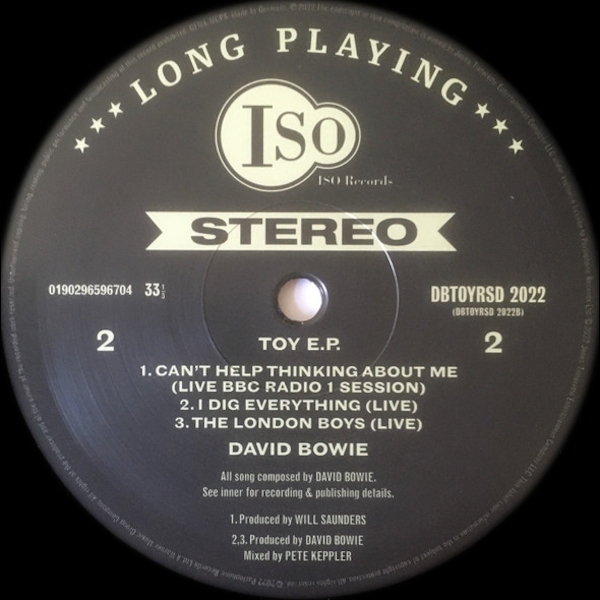 LONG PLAYING
ISO
ISO Records
STEREO
0190296596704 33⅓
DBTOYRSD 2022
(DBTOYRSD 2022B)
2
2
TOY E.P.
1. CAN'T HELP THINKING ABOUT ME
(LIVE BBC RADIO 1 SESSION)
2. I DIG EVERYTHING (LIVE)
3. THE LONDON BOYS (LIVE)
DAVID BOWIE
All song composed by DAVID BOWIE.
See inner for recording & publishing details.
1. Produced by WILL SAUNDERS
2,3. Produced by DAVID BOWIE
Mixed by PETE KEPPLER